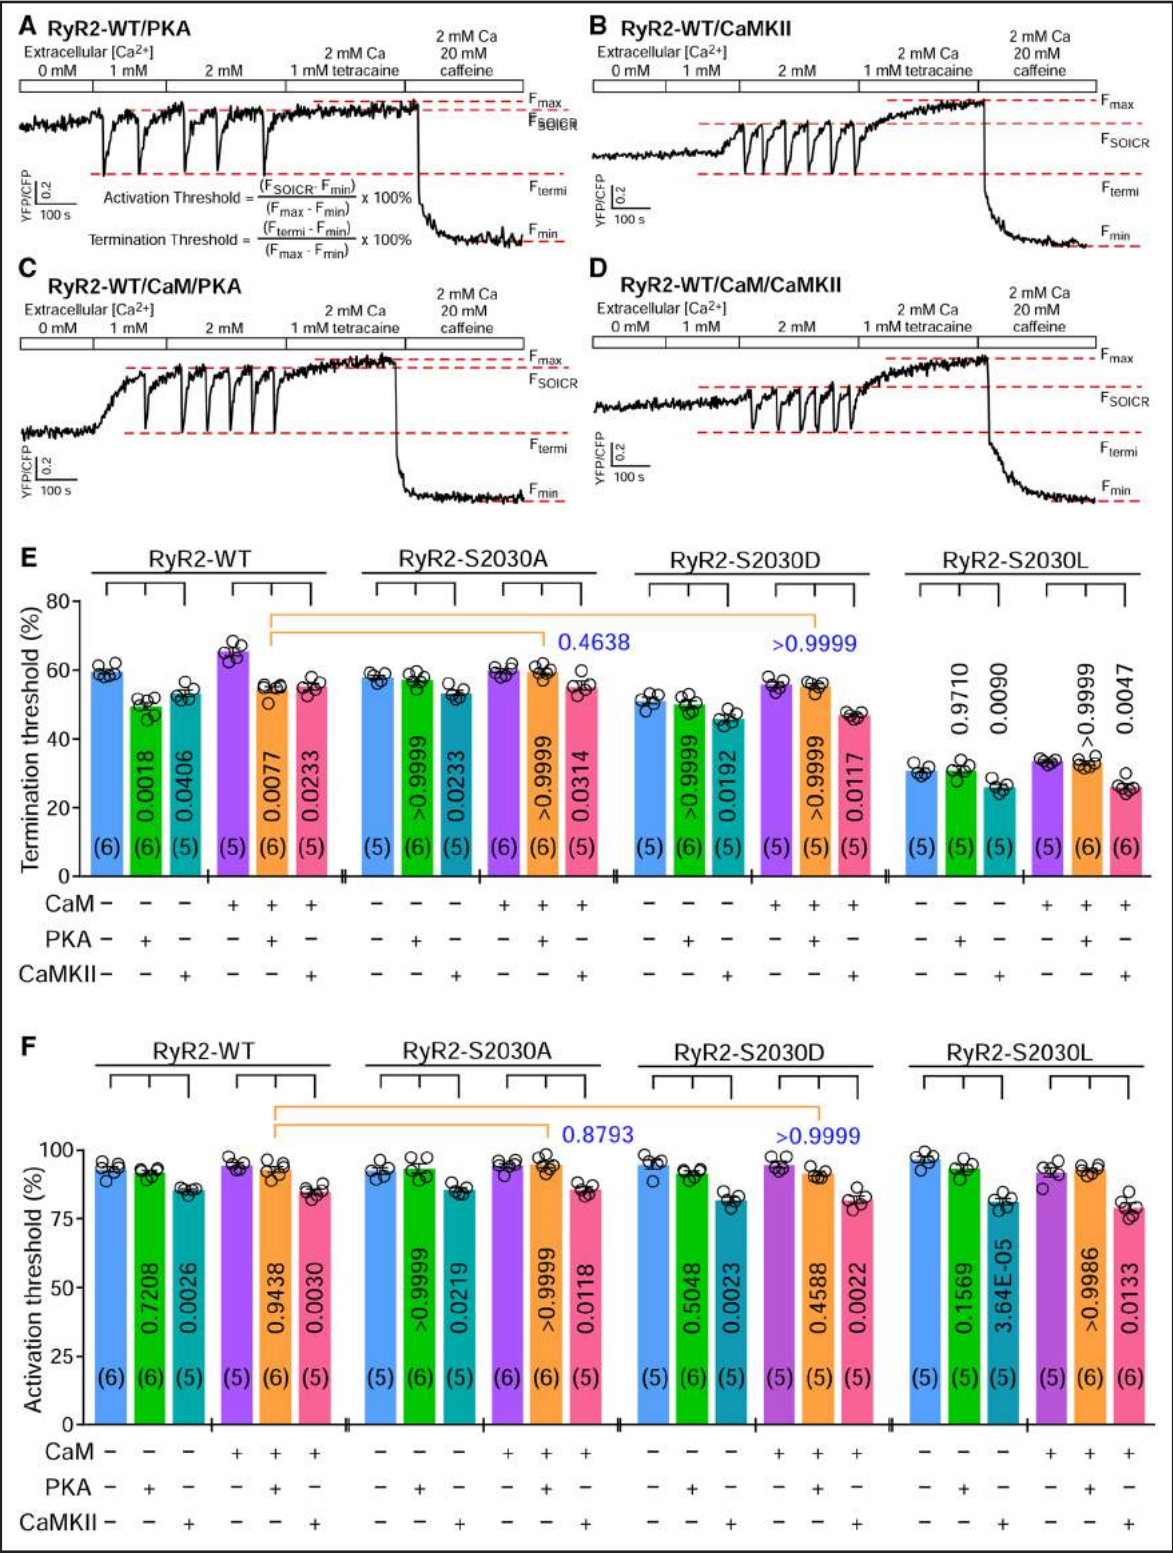 A RyR2-WT/PKA
Extracellular [Ca2+]
0 mM 1 mM 2 mM
2 mM Ca
1 mM tetracaine
2 mM Ca
20 mM
caffeine
Fmax
FSOICR
Ftermi
Fmin
YFP/CFP
0.2
100 s
Activation Threshold = (FSOICR- Fmin) / (Fmax - Fmin) x 100%
Termination Threshold = (Ftermi - Fmin) / (Fmax - Fmin) x 100%
B RyR2-WT/CaMKII
Extracellular [Ca2+]
0 mM 1 mM 2 mM
2 mM Ca
1 mM tetracaine
2 mM Ca
20 mM
caffeine
Fmax
FSOICR
Ftermi
Fmin
YFP/CFP
0.2
100 s
C RyR2-WT/CaM/PKA
Extracellular [Ca2+]
0 mM 1 mM 2 mM
2 mM Ca
1 mM tetracaine
2 mM Ca
20 mM
caffeine
Fmax
FSOICR
Ftermi
Fmin
YFP/CFP
0.2
100 s
D RyR2-WT/CaM/CaMKII
Extracellular [Ca2+]
0 mM 1 mM 2 mM
2 mM Ca
1 mM tetracaine
2 mM Ca
20 mM
caffeine
Fmax
FSOICR
Ftermi
Fmin
YFP/CFP
0.2
100 s
E
RyR2-WT RyR2-S2030A RyR2-S2030D RyR2-S2030L
Termination threshold (%)
80
60
40
20
0
0.4638 >0.9999
0.0018 0.0406 0.0077 0.0233 >0.9999 0.0233 >0.9999 0.0314 >0.9999 0.0192 >0.9999 0.0117 0.9710 0.0090 >0.9999 0.0047
(6) (6) (5) (5) (6) (5) (5) (6) (5) (6) (6) (5) (5) (6) (5) (5) (5) (5) (5) (5) (5) (5) (6) (6)
CaM − − − + + + − − − + + + − − − + + + − − − + + +
PKA − + − − + − − + − − + − − + − − + − − + − − + −
CaMKII − − + − − + − − + − − + − − + − − + − − + − − +
F
RyR2-WT RyR2-S2030A RyR2-S2030D RyR2-S2030L
Activation threshold (%)
100
75
50
25
0
0.8793 >0.9999
0.7208 0.0026 0.9438 0.0030 >0.9999 0.0219 >0.9999 0.0118 0.5048 0.0023 0.4588 0.0022 0.1569 3.64E-05 >0.9986 0.0133
(6) (6) (5) (5) (6) (5) (5) (6) (5) (6) (6) (5) (5) (6) (5) (5) (5) (5) (5) (5) (5) (5) (6) (6)
CaM − − − + + + − − − + + + − − − + + + − − − + + +
PKA − + − − + − − + − − + − − + − − + − − + − − + −
CaMKII − − + − − + − − + − − + − − + − − + − − + − − +